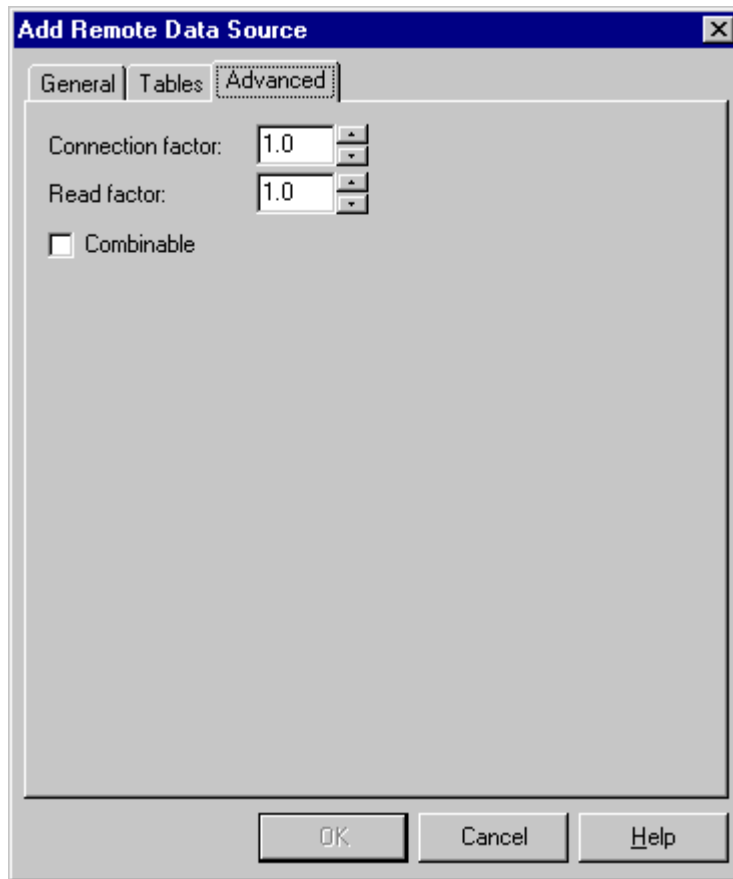 Add Remote Data Source
General Tables Advanced
Connection factor: 1.0
Read factor: 1.0
Combinable
OK Cancel Help